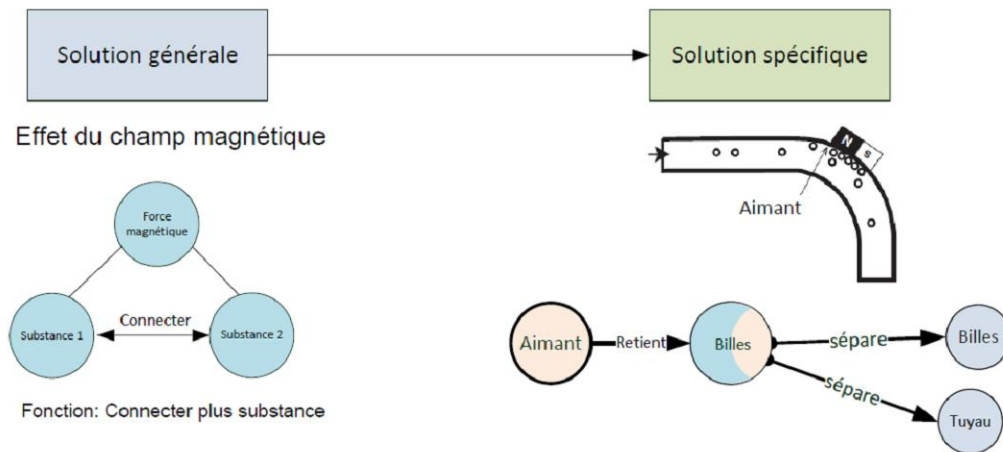 Solution générale
Solution spécifique
Effet du champ magnétique
N
S
Aimant
Force
magnétique
Substance 1
Connecter
Substance 2
Fonction: Connecter plus substance
Aimant
Retient
Billes
sépare
Billes
sépare
Tuyau